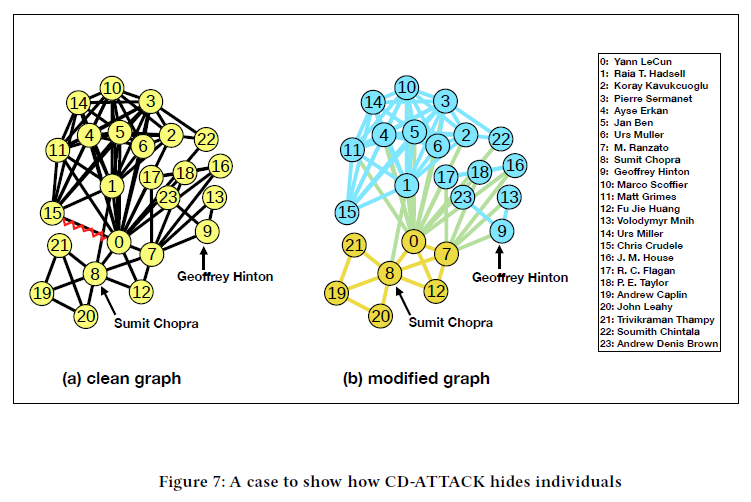 10
14
3
4
5
2
22
11
6
16
17
18
1
23
13
15
9
0
21
7
Geoffrey Hinton
8
19
12
20
Sumit Chopra
(a) clean graph
10
14
3
4
5
2
22
11
6
16
17
18
1
23
13
15
9
0
21
7
Geoffrey Hinton
8
19
12
20
Sumit Chopra
(b) modified graph
0: Yann LeCun
1: Raia T. Hadsell
2: Koray Kavukcuoglu
3: Pierre Sermanet
4: Ayse Erkan
5: Jan Ben
6: Urs Muller
7: M. Ranzato
8: Sumit Chopra
9: Geoffrey Hinton
10: Marco Scoffier
11: Matt Grimes
12: Fu Jie Huang
13: Volodymyr Mnih
14: Urs Miller
15: Chris Crudele
16: J. M. House
17: R. C. Flagan
18: P. E. Taylor
19: Andrew Caplin
20: John Leahy
21: Trivikraman Thampy
22: Soumith Chintala
23: Andrew Denis Brown
Figure 7: A case to show how CD-ATTACK hides individuals